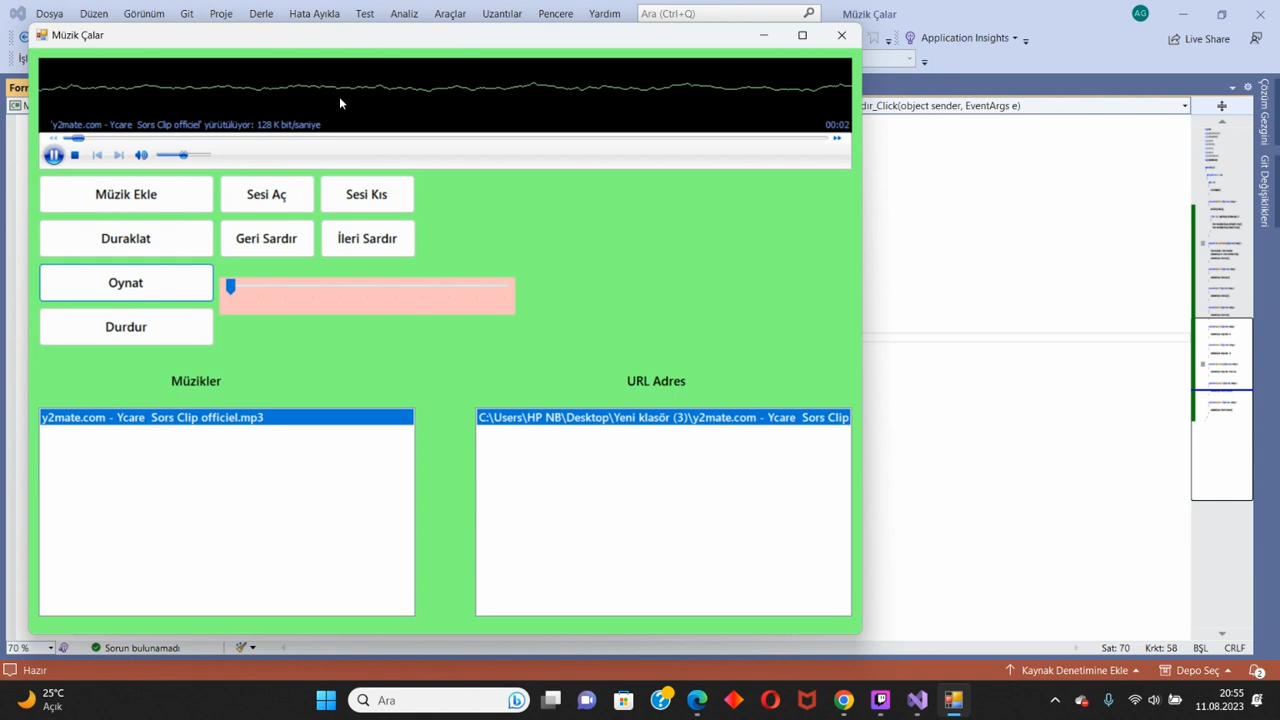 Dosya Düzen Görünüm Git Proje Derle Hata Ayıkla Test Analiz Araçlar Uzantılar Pencere Yardım Ara (Ctrl+Q) Müzik Çalar AG
Müzik Çalar
Application Insights
Live Share
dir_Click(object sender, EventArgs e)
'y2mate.com - Ycare Sors Clip officiel' yürütülüyor: 128 K bit/saniye 00:02
Müzik Ekle Sesi Aç Sesi Kıs
Duraklat Geri Sardır İleri Sardır
Oynat
Durdur
Müzikler URL Adres
y2mate.com - Ycare Sors Clip officiel.mp3
C:\Users\HP NB\Desktop\Yeni klasör (3)\y2mate.com - Ycare Sors Clip
Çözüm Gezgini
Git Değişiklikleri
70 % Sorun bulunamadı Sat: 70 Krkt: 58 BŞL CRLF
Hazır Kaynak Denetimine Ekle Depo Seç 2
25°C
Açık
Ara
20:55
11.08.2023